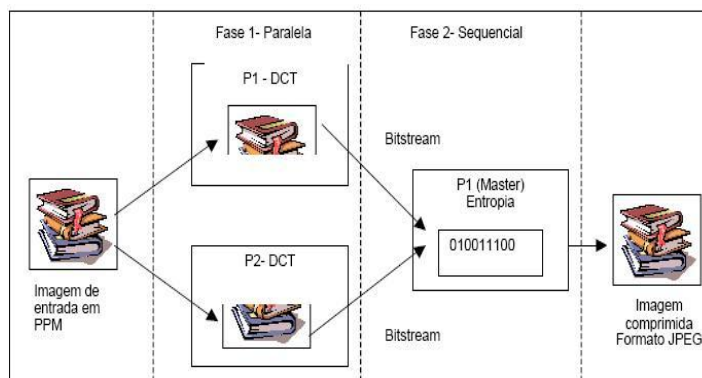 Fase 1- Paralela
Fase 2- Sequencial
P1 - DCT
Bitstream
P1 (Master)
Entropia
010011100
P2- DCT
Imagem de
entrada em
PPM
Bitstream
Imagem
comprimida
Formato JPEG